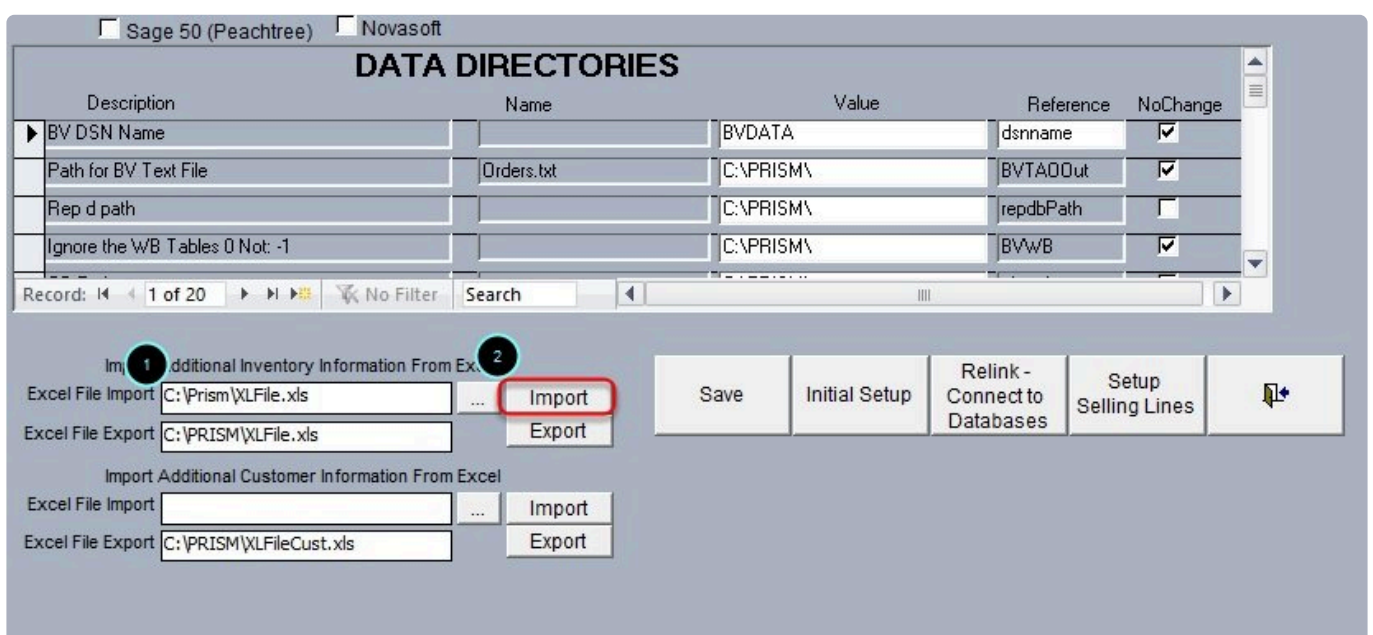 Sage 50 (Peachtree) Novasoft
DATA DIRECTORIES
Description Name Value Reference NoChange
BV DSN Name BVDATA dsnname
Path for BV Text File Orders.txt C:\PRISM\ BVTAOOut
Rep d path C:\PRISM\ repdbPath
Ignore the WB Tables 0 Not: -1 C:\PRISM\ BVWB
Record: 1 of 20 No Filter Search
1 2
Additional Inventory Information From
Excel File Import C:\Prism\XLFile.xls ... Import
Excel File Export C:\PRISM\XLFile.xls Export
Import Additional Customer Information From Excel
Excel File Import ... Import
Excel File Export C:\PRISM\XLFileCust.xls Export
Save
Initial Setup
Relink -
Connect to
Databases
Setup
Selling Lines